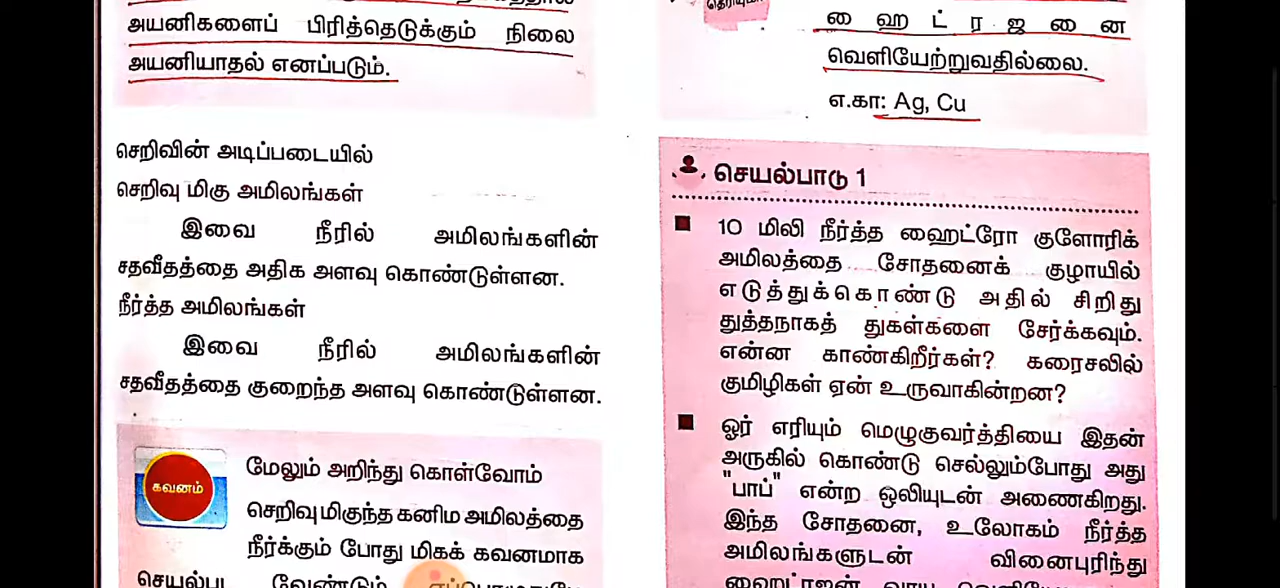 அயனிகளைப் பிரித்தெடுக்கும் நிலை
அயனியாதல் எனப்படும்.
செறிவின் அடிப்படையில்
செறிவு மிகு அமிலங்கள்
இவை நீரில் அமிலங்களின்
சதவீதத்தை அதிக அளவு கொண்டுள்ளன.
நீர்த்த அமிலங்கள்
இவை நீரில் அமிலங்களின்
சதவீதத்தை குறைந்த அளவு கொண்டுள்ளன.
கவனம்
மேலும் அறிந்து கொள்வோம்
செறிவுமிகுந்த கனிம அமிலத்தை
நீர்க்கும் போது மிகக் கவனமாக
வேண்டும்
ஹைட்ரஜனை
வெளியேற்றுவதில்லை.
எ.கா: Ag, Cu
செயல்பாடு 1
10 மிலி நீர்த்த ஹைட்ரோ குளோரிக்
அமிலத்தை சோதனைக் குழாயில்
எடுத்துக்கொண்டு அதில் சிறிது
துத்தநாகத் துகள்களை சேர்க்கவும்.
என்ன காண்கிறீர்கள்? கரைசலில்
குமிழிகள் ஏன் உருவாகின்றன?
ஓர் எரியும் மெழுகுவர்த்தியை இதன்
அருகில் கொண்டு செல்லும்போது அது
"பாப்" என்ற ஒலியுடன் அணைகிறது.
இந்த சோதனை, உலோகம் நீர்த்த
அமிலங்களுடன் வினைபுரிந்து